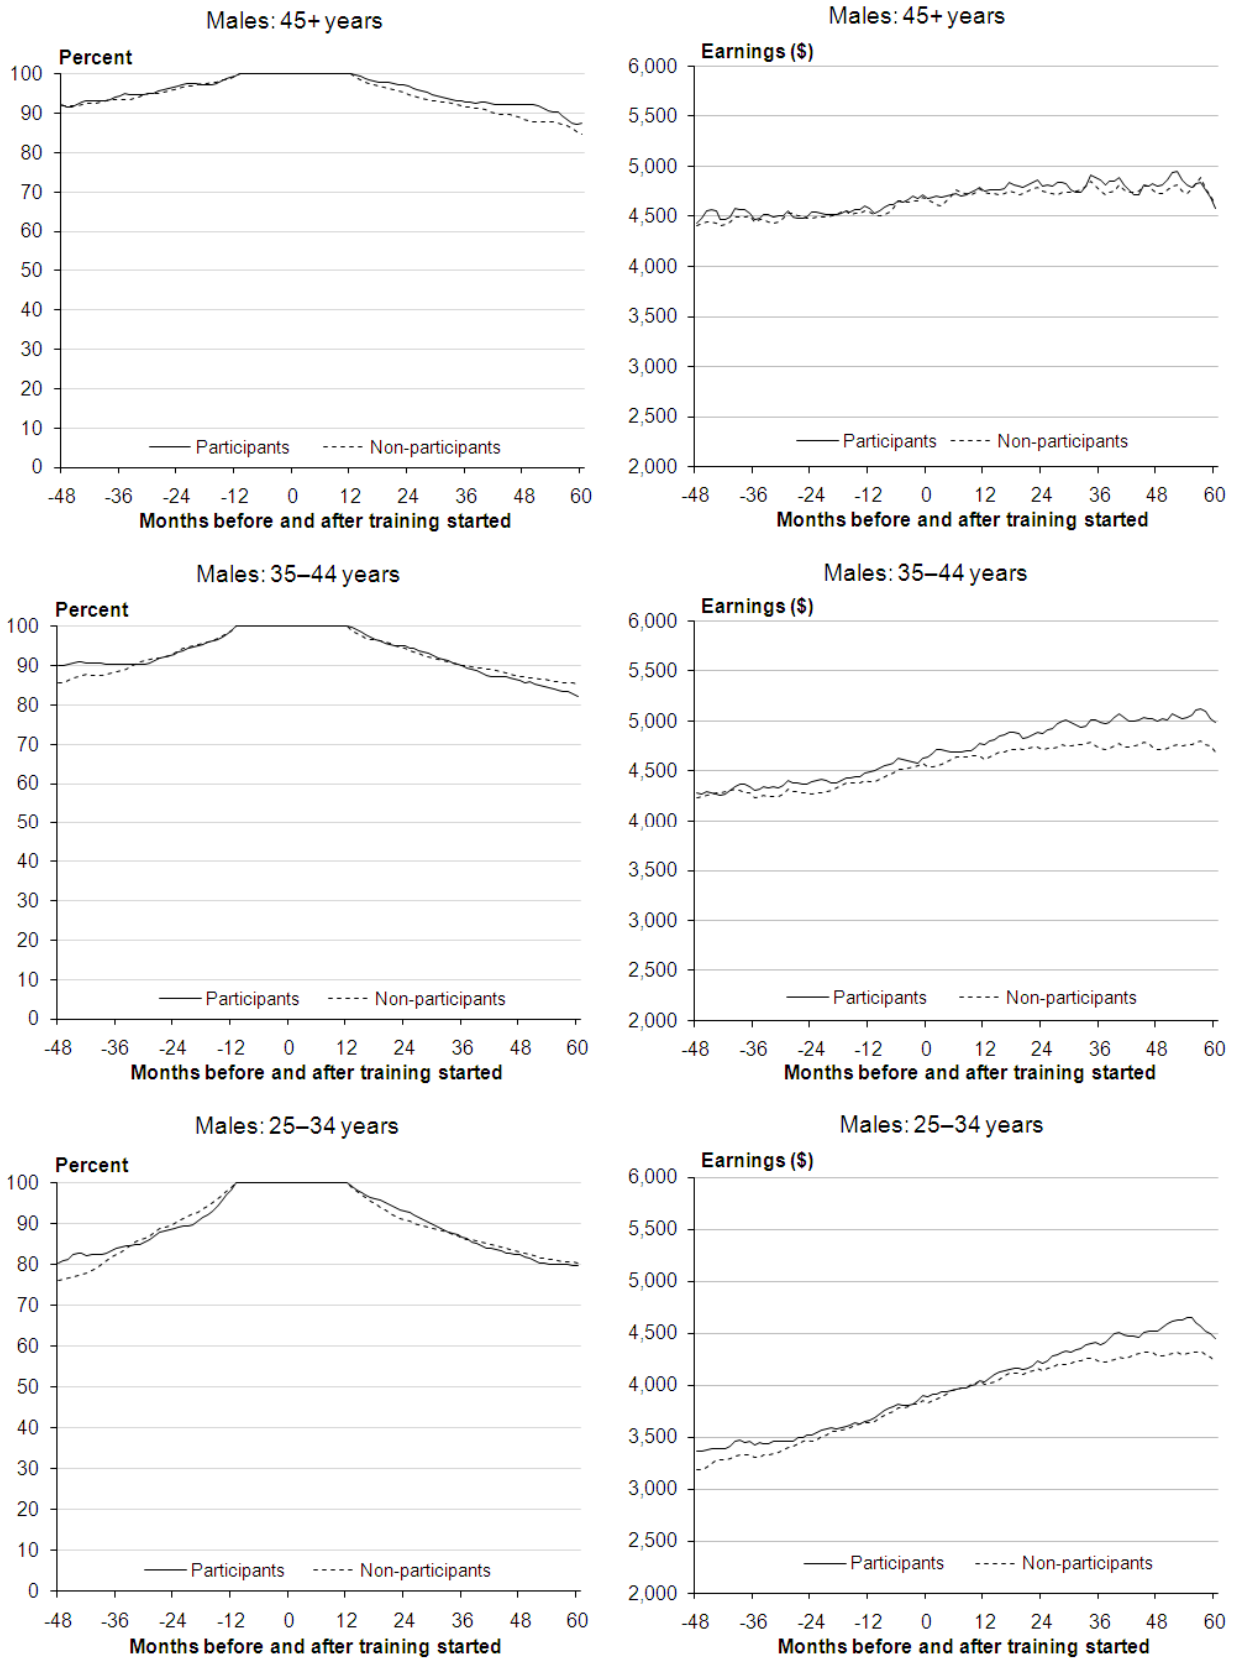 Males: 45+ years
Percent
100
90
80
70
60
50
40
30
20
10
0
Participants Non-participants
-48 -36 -24 -12 0 12 24 36 48 60
Months before and after training started
Males: 45+ years
Earnings ($)
6,000
5,500
5,000
4,500
4,000
3,500
3,000
2,500
2,000
Participants Non-participants
-48 -36 -24 -12 0 12 24 36 48 60
Months before and after training started
Males: 35–44 years
Percent
100
90
80
70
60
50
40
30
20
10
0
Participants Non-participants
-48 -36 -24 -12 0 12 24 36 48 60
Months before and after training started
Males: 35–44 years
Earnings ($)
6,000
5,500
5,000
4,500
4,000
3,500
3,000
2,500
2,000
Participants Non-participants
-48 -36 -24 -12 0 12 24 36 48 60
Months before and after training started
Males: 25–34 years
Percent
100
90
80
70
60
50
40
30
20
10
0
Participants Non-participants
-48 -36 -24 -12 0 12 24 36 48 60
Months before and after training started
Males: 25–34 years
Earnings ($)
6,000
5,500
5,000
4,500
4,000
3,500
3,000
2,500
2,000
Participants Non-participants
-48 -36 -24 -12 0 12 24 36 48 60
Months before and after training started